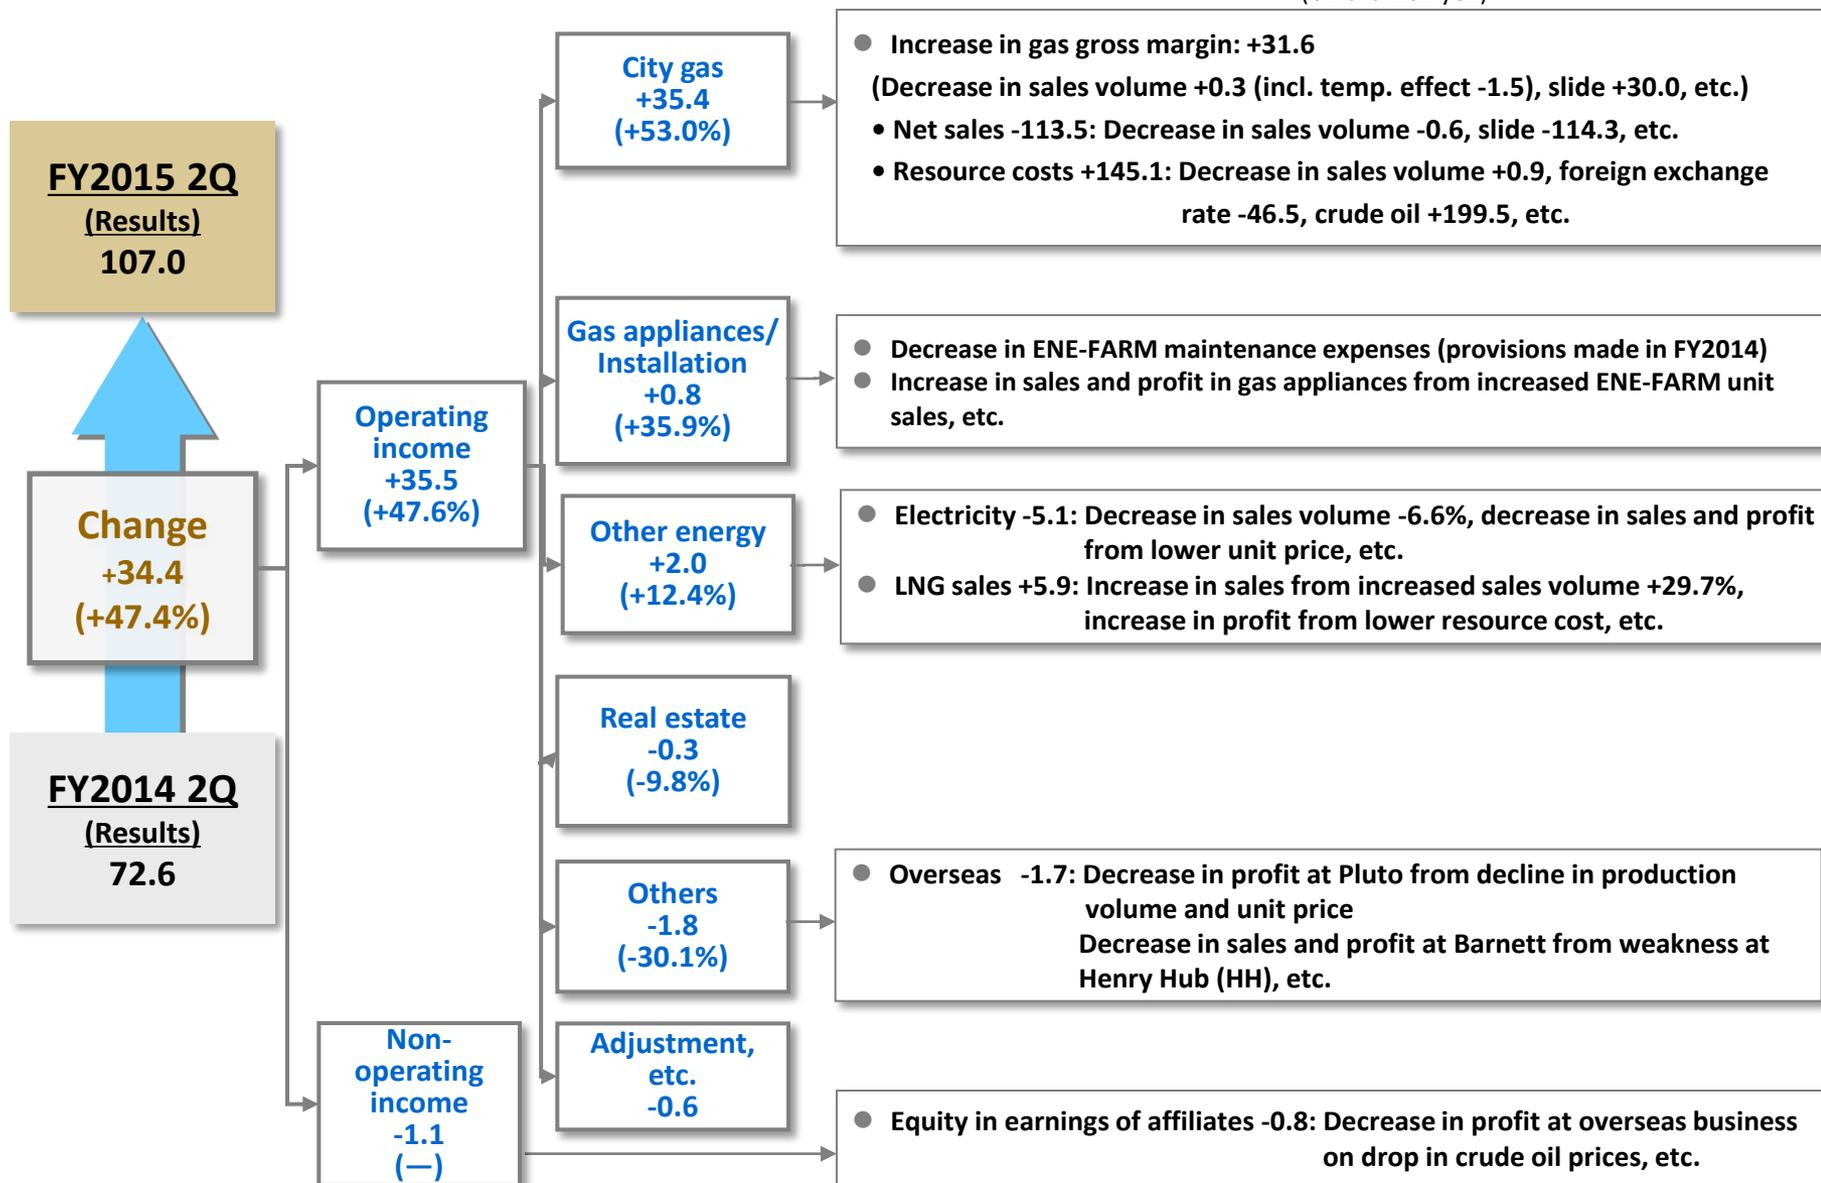 FY2015 2Q
(Results)
107.0
Change
+34.4
(+47.4%)
FY2014 2Q
(Results)
72.6
Operating
income
+35.5
(+47.6%)
Non-
operating
income
-1.1
(—)
City gas
+35.4
(+53.0%)
● Increase in gas gross margin: +31.6
(Decrease in sales volume +0.3 (incl. temp. effect -1.5), slide +30.0, etc.)
• Net sales -113.5: Decrease in sales volume -0.6, slide -114.3, etc.
• Resource costs +145.1: Decrease in sales volume +0.9, foreign exchange
rate -46.5, crude oil +199.5, etc.
Gas appliances/
Installation
+0.8
(+35.9%)
● Decrease in ENE-FARM maintenance expenses (provisions made in FY2014)
● Increase in sales and profit in gas appliances from increased ENE-FARM unit
sales, etc.
Other energy
+2.0
(+12.4%)
● Electricity -5.1: Decrease in sales volume -6.6%, decrease in sales and profit
from lower unit price, etc.
● LNG sales +5.9: Increase in sales from increased sales volume +29.7%,
increase in profit from lower resource cost, etc.
Real estate
-0.3
(-9.8%)
Others
-1.8
(-30.1%)
● Overseas -1.7: Decrease in profit at Pluto from decline in production
volume and unit price
Decrease in sales and profit at Barnett from weakness at
Henry Hub (HH), etc.
Adjustment,
etc.
-0.6
● Equity in earnings of affiliates -0.8: Decrease in profit at overseas business
on drop in crude oil prices, etc.